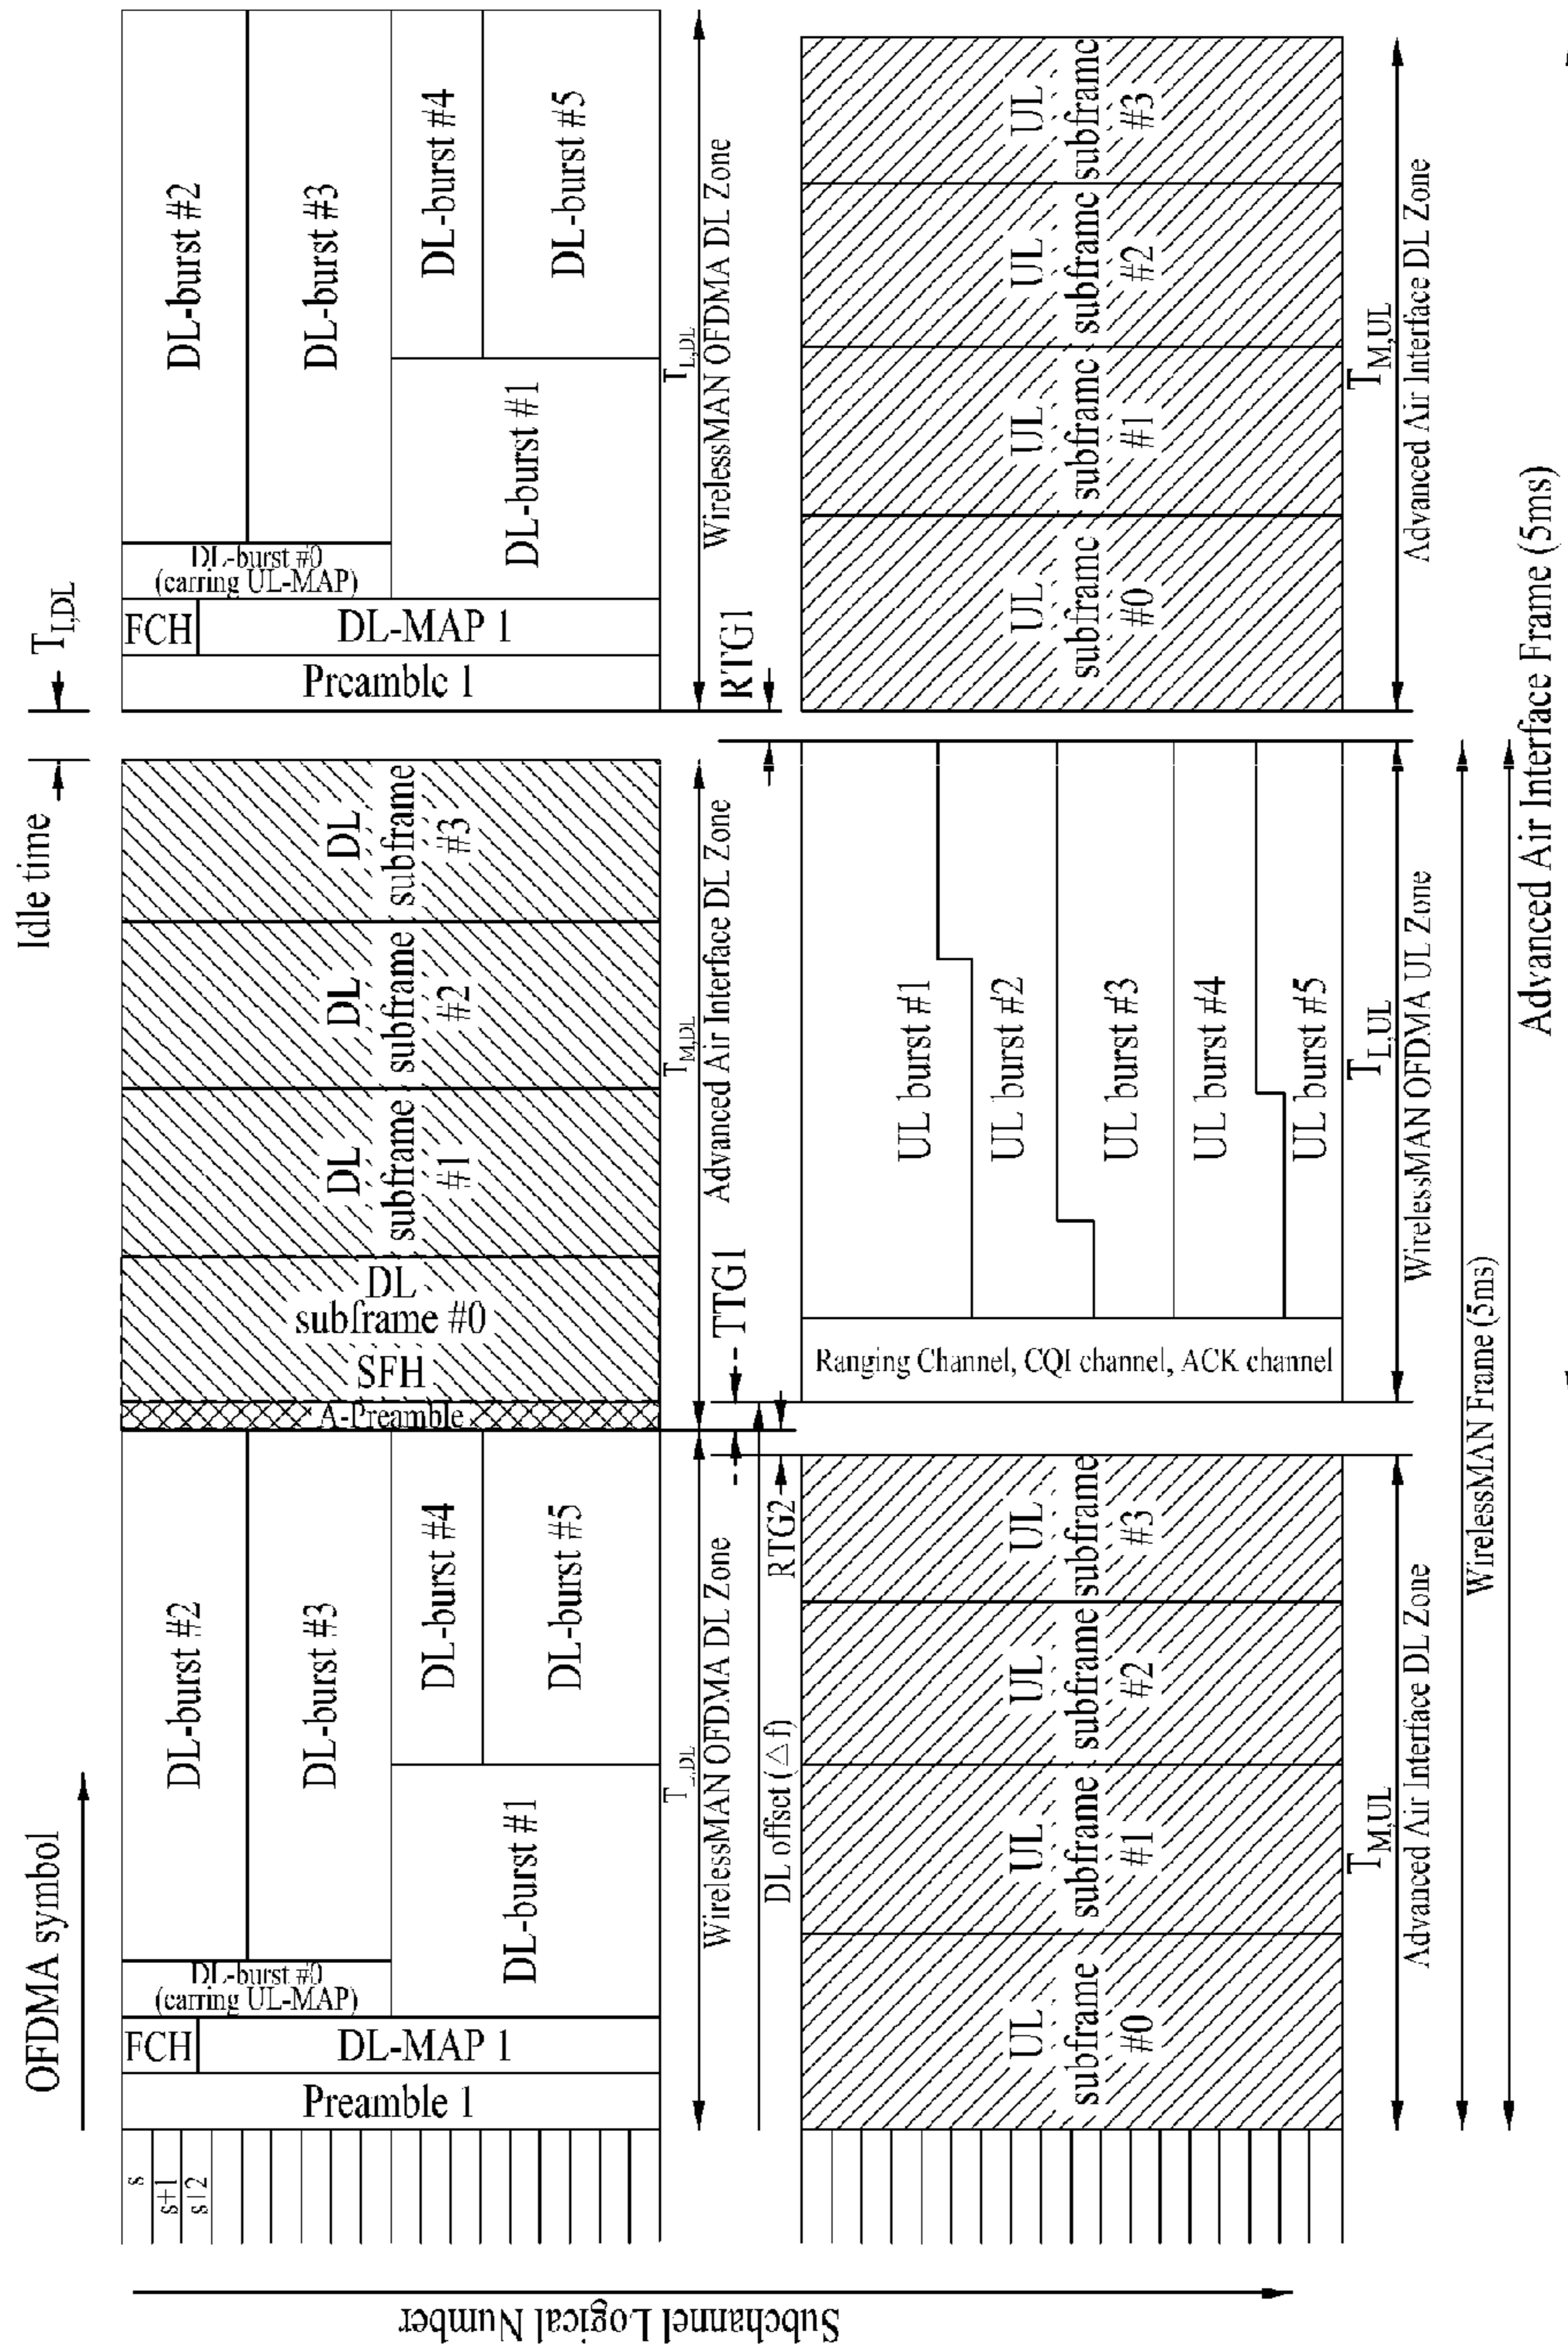 OFDMA symbol
Idle time
T_I,DL
Subchannel Logical Number
s
s+1
s+2
Preamble 1
FCH
DL-MAP 1
DL-burst #0
(carring UL-MAP)
DL-burst #2
DL-burst #3
DL-burst #1
DL-burst #4
DL-burst #5
A-Preamble
SFH
DL
subframe #0
DL
subframe
#1
DL
subframe
#2
DL
subframe
#3
Preamble 1
FCH
DL-MAP 1
DL-burst #0
(carring UL-MAP)
DL-burst #2
DL-burst #3
DL-burst #1
DL-burst #4
DL-burst #5
T_L,DL
WirelessMAN OFDMA DL Zone
T_M,DL
Advanced Air Interface DL Zone
T_L,DL
WirelessMAN OFDMA DL Zone
TTG1
RTG1
DL offset (△f)
RTG2
UL
subframe
#0
UL
subframe
#1
UL
subframe
#2
UL
subframe
#3
Ranging Channel, CQI channel, ACK channel
UL burst #1
UL burst #2
UL burst #3
UL burst #4
UL burst #5
UL
subframe
#0
UL
subframe
#1
UL
subframe
#2
UL
subframe
#3
T_M,UL
Advanced Air Interface DL Zone
T_L,UL
WirelessMAN OFDMA UL Zone
T_M,UL
Advanced Air Interface DL Zone
WirelessMAN Frame (5ms)
Advanced Air Interface Frame (5ms)